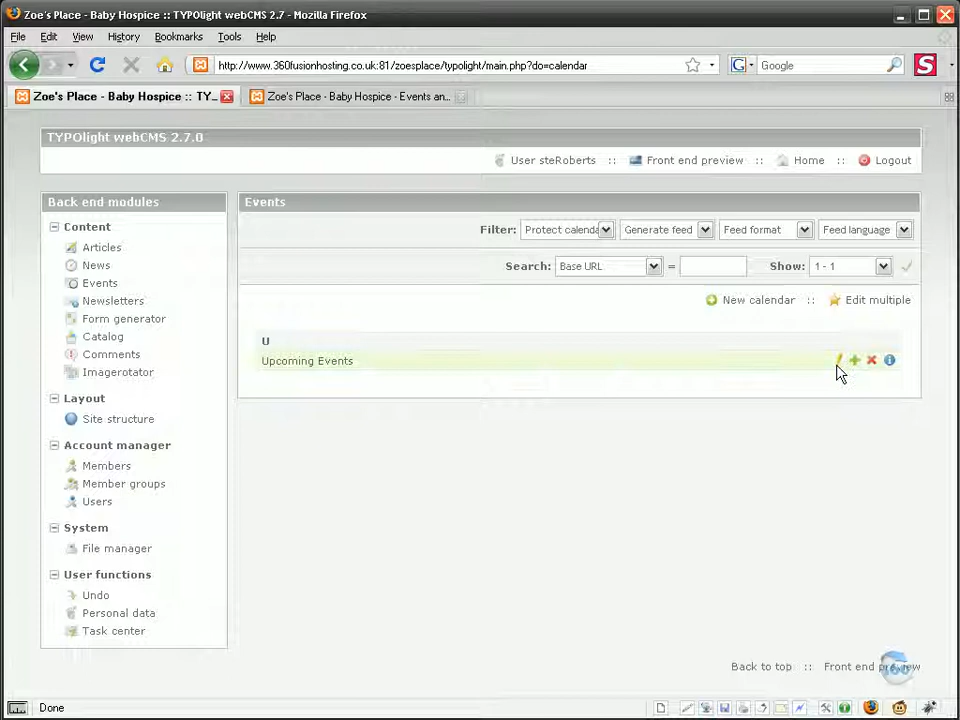 Zoe's Place - Baby Hospice :: TYPOlight webCMS 2.7 - Mozilla Firefox
File Edit View History Bookmarks Tools Help
http://www.360fusionhosting.co.uk:81/zoesplace/typolight/main.php?do=calendar
G Google S
Zoe's Place - Baby Hospice :: TY...
Zoe's Place - Baby Hospice - Events an...
TYPOlight webCMS 2.7.0
User steRoberts :: Front end preview :: Home :: Logout
Back end modules
Content
Articles
News
Events
Newsletters
Form generator
Catalog
Comments
Imagerotator
Layout
Site structure
Account manager
Members
Member groups
Users
System
File manager
User functions
Undo
Personal data
Task center
Events
Filter: Protect calenda Generate feed Feed format Feed language
Search: Base URL = Show: 1 - 1
New calendar :: Edit multiple
U
Upcoming Events
Back to top :: Front end preview
Done